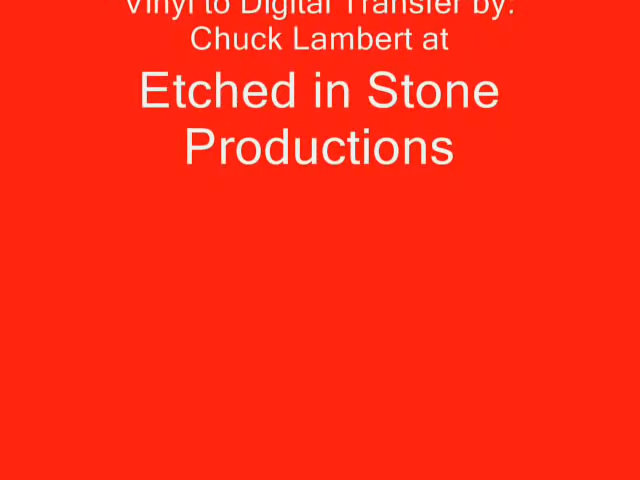 Vinyl to Digital Transfer by:
Chuck Lambert at
Etched in Stone
Productions